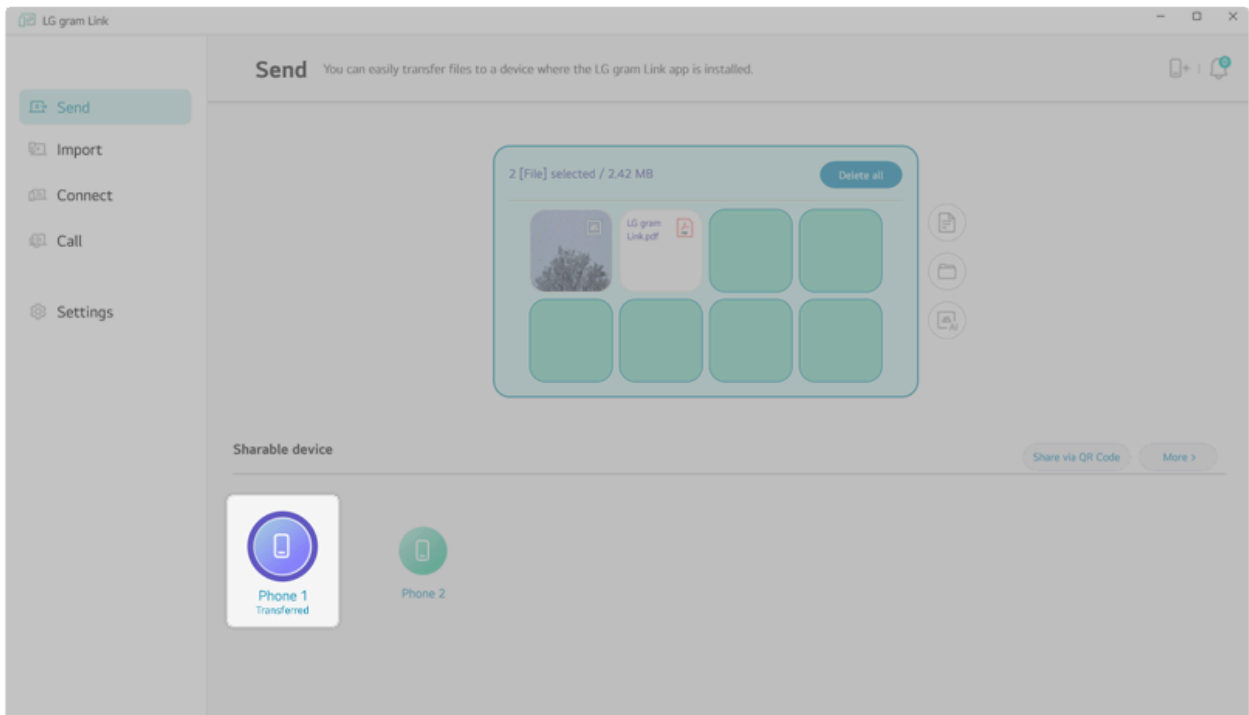 LG gram Link
Send You can easily transfer files to a device where the LG gram Link app is installed.
0
Send
Import
Connect
Call
Settings
2 [File] selected / 2.42 MB
Delete all
LG gram
Link.pdf
AI
Sharable device
Share via QR Code
More >
Phone 1
Transferred
Phone 2